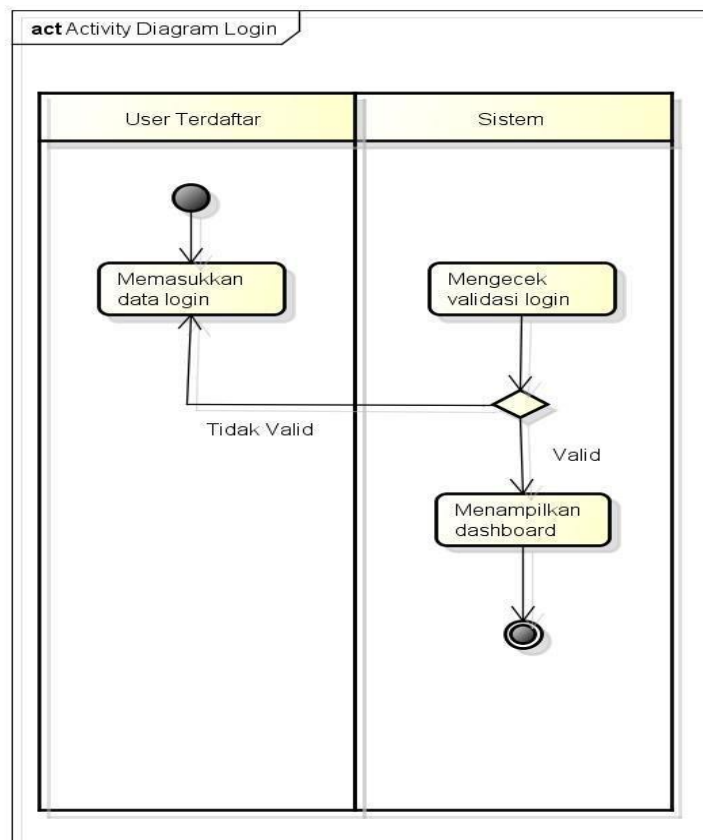 act Activity Diagram Login
User Terdaftar
Sistem
Memasukkan
data login
Mengecek
validasi login
Tidak Valid
Valid
Menampilkan
dashboard